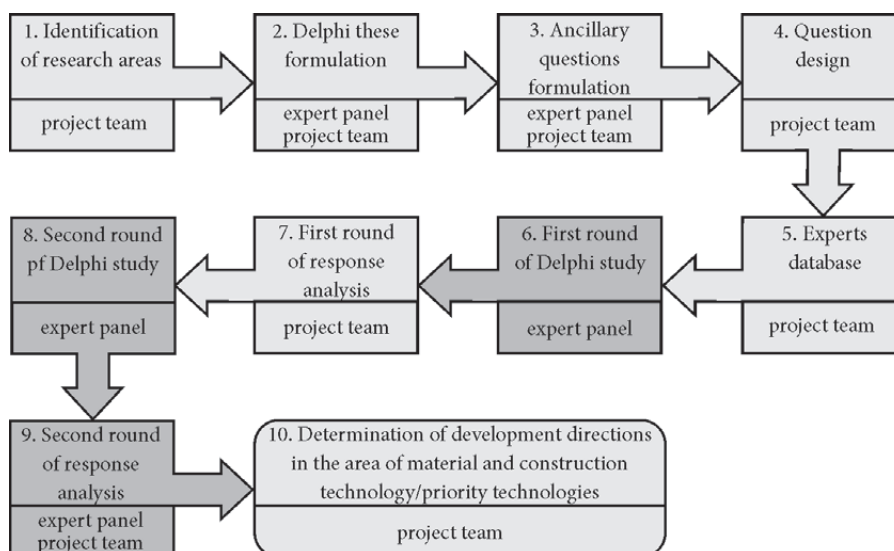 1. Identification
of research areas
project team
2. Delphi these
formulation
expert panel
project team
3. Ancillary
questions
formulation
expert panel
project team
4. Question
design
project team
5. Experts
database
project team
6. First round
of Delphi study
expert panel
7. First round
of response
analysis
project team
8. Second round
pf Delphi study
expert panel
9. Second round
of response
analysis
expert panel
project team
10. Determination of development directions
in the area of material and construction
technology/priority technologies
project team